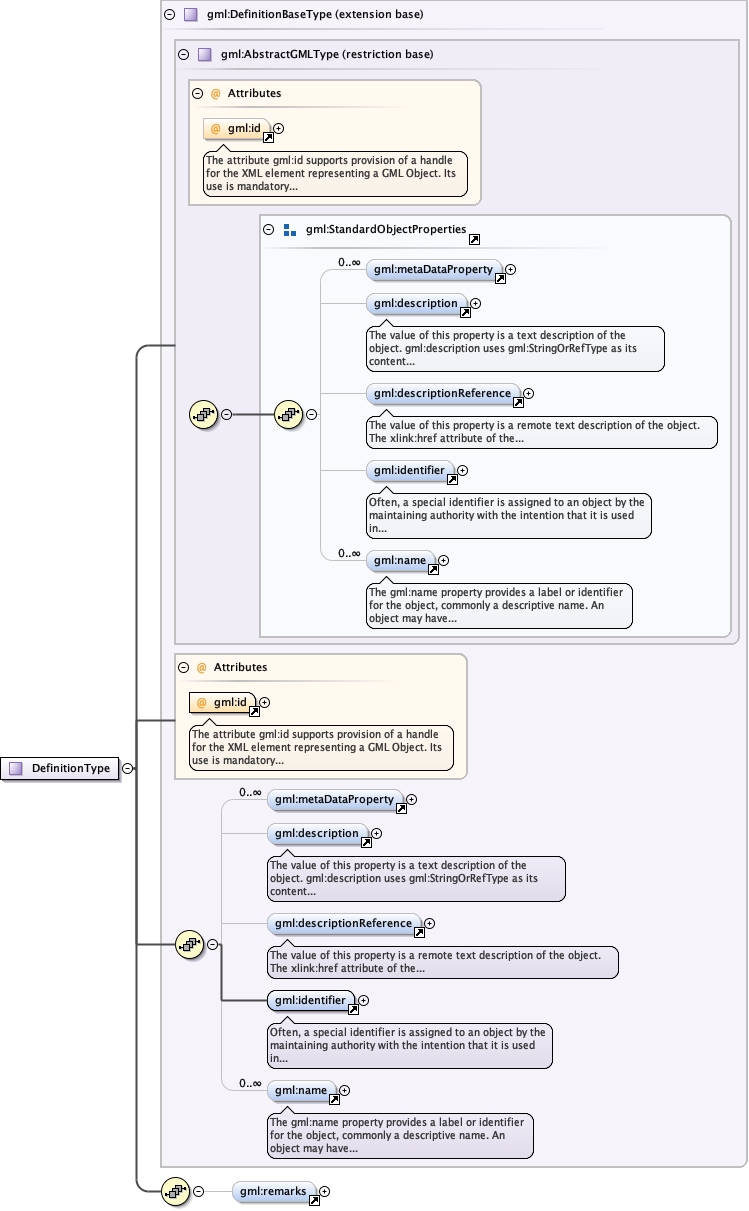 gml:DefinitionBaseType (extension base)
gml:AbstractGMLType (restriction base)
@ Attributes
@ gml:id
The attribute gml:id supports provision of a handle
for the XML element representing a GML Object. Its
use is mandatory...
gml:StandardObjectProperties
0..∞
gml:metaDataProperty
gml:description
The value of this property is a text description of the
object. gml:description uses gml:StringOrRefType as its
content...
gml:descriptionReference
The value of this property is a remote text description of the object.
The xlink:href attribute of the...
gml:identifier
Often, a special identifier is assigned to an object by the
maintaining authority with the intention that it is used
in...
0..∞
gml:name
The gml:name property provides a label or identifier
for the object, commonly a descriptive name. An
object may have...
@ Attributes
@ gml:id
The attribute gml:id supports provision of a handle
for the XML element representing a GML Object. Its
use is mandatory...
DefinitionType
0..∞
gml:metaDataProperty
gml:description
The value of this property is a text description of the
object. gml:description uses gml:StringOrRefType as its
content...
gml:descriptionReference
The value of this property is a remote text description of the object.
The xlink:href attribute of the...
gml:identifier
Often, a special identifier is assigned to an object by the
maintaining authority with the intention that it is used
in...
0..∞
gml:name
The gml:name property provides a label or identifier
for the object, commonly a descriptive name. An
object may have...
gml:remarks